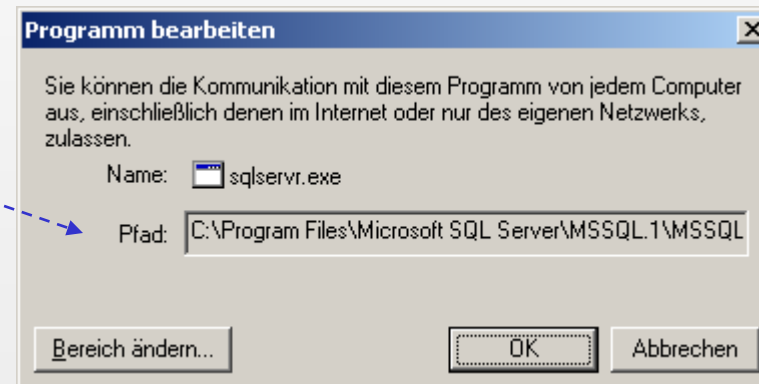 Programm bearbeiten
Sie können die Kommunikation mit diesem Programm von jedem Computer
aus, einschließlich denen im Internet oder nur des eigenen Netzwerks,
zulassen.
Name: sqlservr.exe
Pfad: C:\Program Files\Microsoft SQL Server\MSSQL.1\MSSQL
Bereich ändern... OK Abbrechen